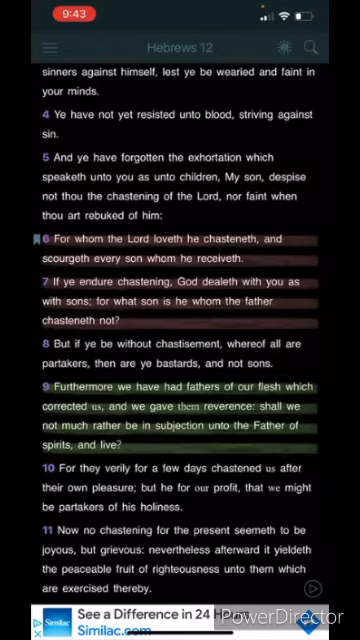 9:43
Hebrews 12
sinners against himself, lest ye be wearied and faint in
your minds.
4 Ye have not yet resisted unto blood, striving against
sin.
5 And ye have forgotten the exhortation which
speaketh unto you as unto children, My son, despise
not thou the chastening of the Lord, nor faint when
thou art rebuked of him:
6 For whom the Lord loveth he chasteneth, and
scourgeth every son whom he receiveth.
7 If ye endure chastening, God dealeth with you as
with sons; for what son is he whom the father
chasteneth not?
8 But if ye be without chastisement, whereof all are
partakers, then are ye bastards, and not sons.
9 Furthermore we have had fathers of our flesh which
corrected us, and we gave them reverence: shall we
not much rather be in subjection unto the Father of
spirits, and live?
10 For they verily for a few days chastened us after
their own pleasure; but he for our profit, that we might
be partakers of his holiness.
11 Now no chastening for the present seemeth to be
joyous, but grievous: nevertheless afterward it yieldeth
the peaceable fruit of righteousness unto them which
are exercised thereby.
Similac
See a Difference in 24 Hours
PowerDirector
Similac.com